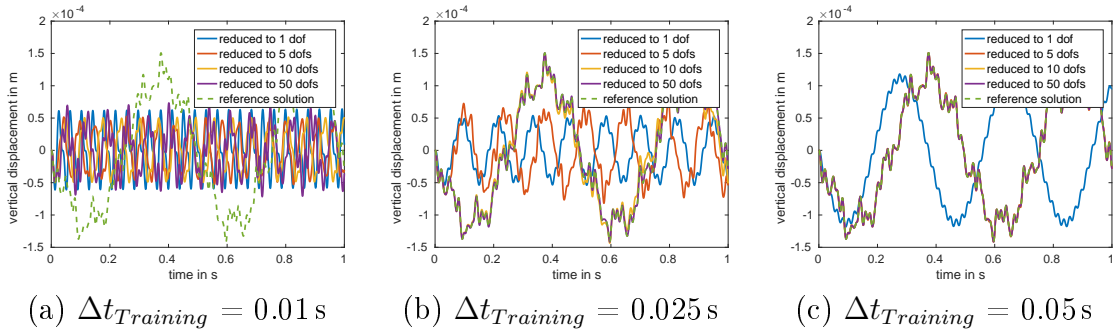 ×10⁻⁴
2
1.5
1
0.5
0
-0.5
-1
-1.5
vertical displacement in m
0 0.2 0.4 0.6 0.8 1
time in s
reduced to 1 dof
reduced to 5 dofs
reduced to 10 dofs
reduced to 50 dofs
reference solution
(a) Δt_Training = 0.01 s
×10⁻⁴
2
1.5
1
0.5
0
-0.5
-1
-1.5
vertical displacement in m
0 0.2 0.4 0.6 0.8 1
time in s
reduced to 1 dof
reduced to 5 dofs
reduced to 10 dofs
reduced to 50 dofs
reference solution
(b) Δt_Training = 0.025 s
×10⁻⁴
2
1.5
1
0.5
0
-0.5
-1
-1.5
vertical displacement in m
0 0.2 0.4 0.6 0.8 1
time in s
reduced to 1 dof
reduced to 5 dofs
reduced to 10 dofs
reduced to 50 dofs
reference solution
(c) Δt_Training = 0.05 s